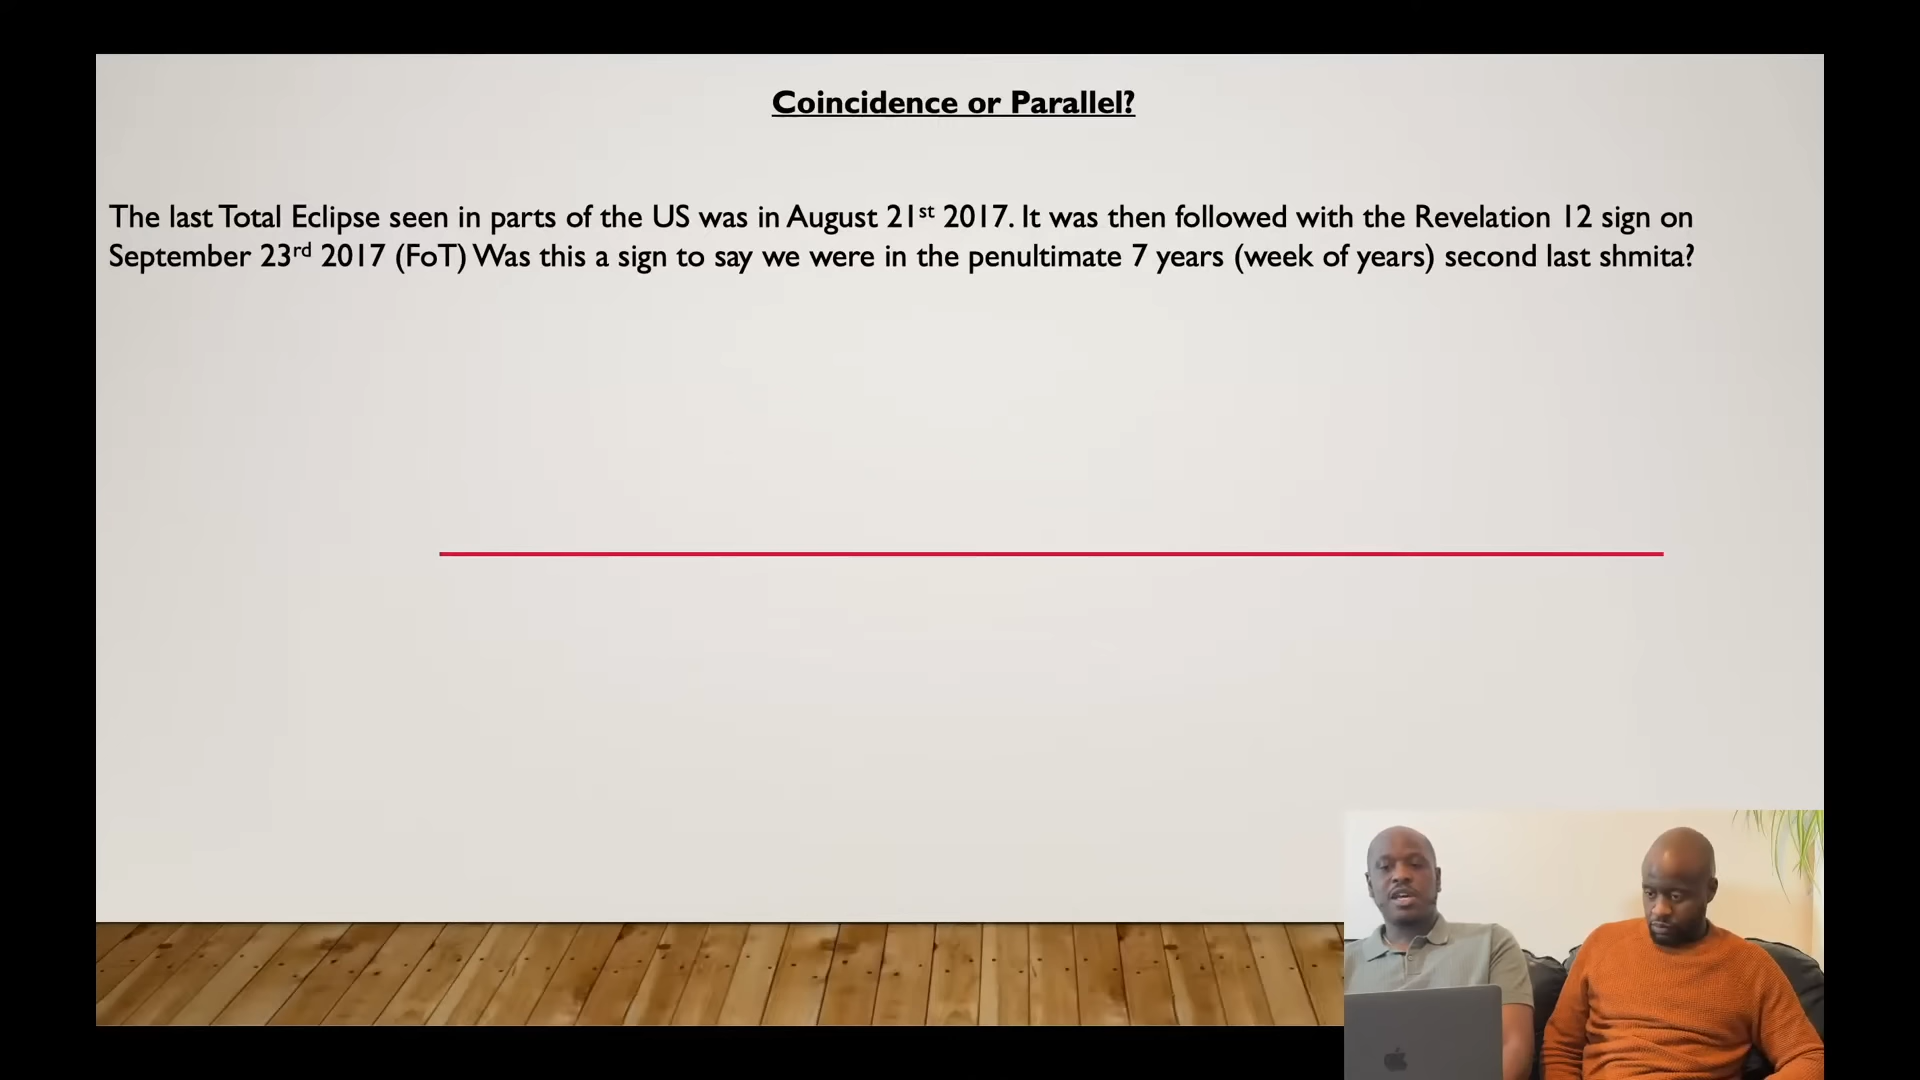 Coincidence or Parallel?
The last Total Eclipse seen in parts of the US was in August 21st 2017. It was then followed with the Revelation 12 sign on
September 23rd 2017 (FoT) Was this a sign to say we were in the penultimate 7 years (week of years) second last shmita?